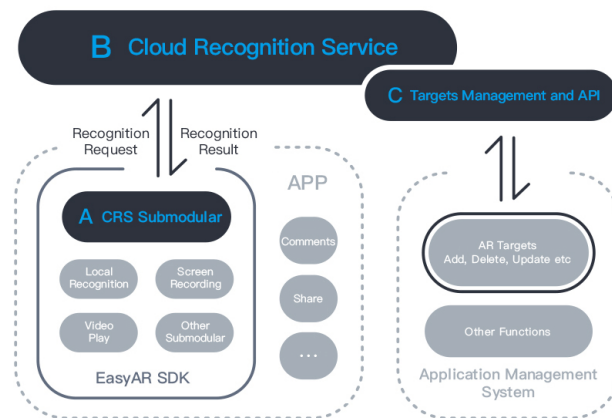 B Cloud Recognition Service
C Targets Management and API
Recognition
Request
Recognition
Result
APP
A CRS Submodular
Local
Recognition
Screen
Recording
Video
Play
Other
Submodular
EasyAR SDK
Comments
Share
...
AR Targets
Add, Delete, Update etc
Other Functions
Application Management
System